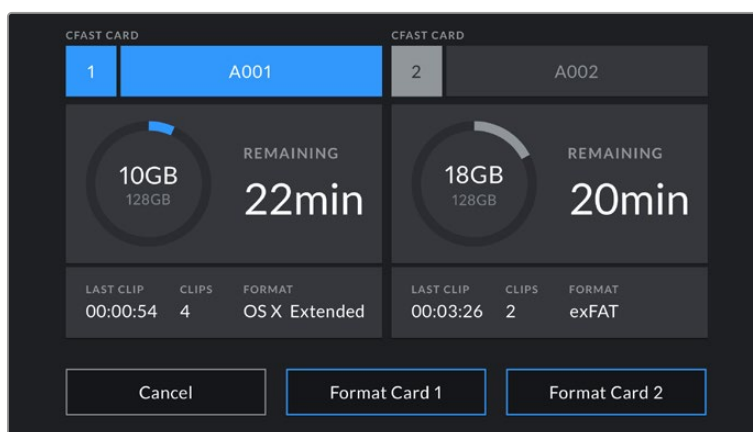 CFAST CARD
1 A001
10GB
128GB
REMAINING
22min
LAST CLIP CLIPS FORMAT
00:00:54 4 OS X Extended
CFAST CARD
2 A002
18GB
128GB
REMAINING
20min
LAST CLIP CLIPS FORMAT
00:03:26 2 exFAT
Cancel Format Card 1 Format Card 2